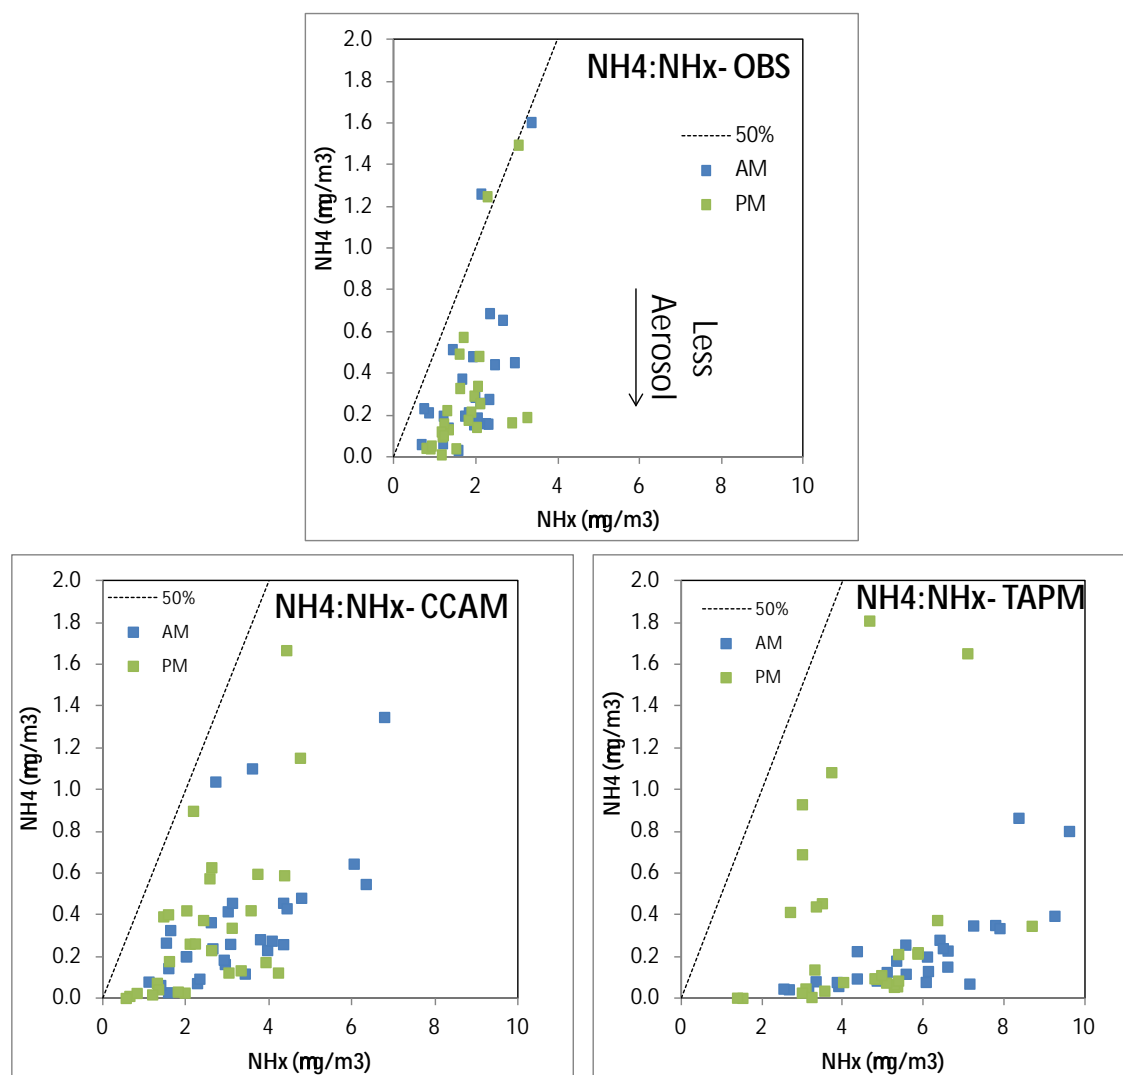 NH4:NHx- OBS
50%
AM
PM
Less
Aerosol
NH4 (mg/m3)
2.0
1.8
1.6
1.4
1.2
1.0
0.8
0.6
0.4
0.2
0.0
0 2 4 6 8 10
NHx (mg/m3)
NH4:NHx- CCAM
50%
AM
PM
NH4 (mg/m3)
2.0
1.8
1.6
1.4
1.2
1.0
0.8
0.6
0.4
0.2
0.0
0 2 4 6 8 10
NHx (mg/m3)
NH4:NHx- TAPM
50%
AM
PM
NH4 (mg/m3)
2.0
1.8
1.6
1.4
1.2
1.0
0.8
0.6
0.4
0.2
0.0
0 2 4 6 8 10
NHx (mg/m3)